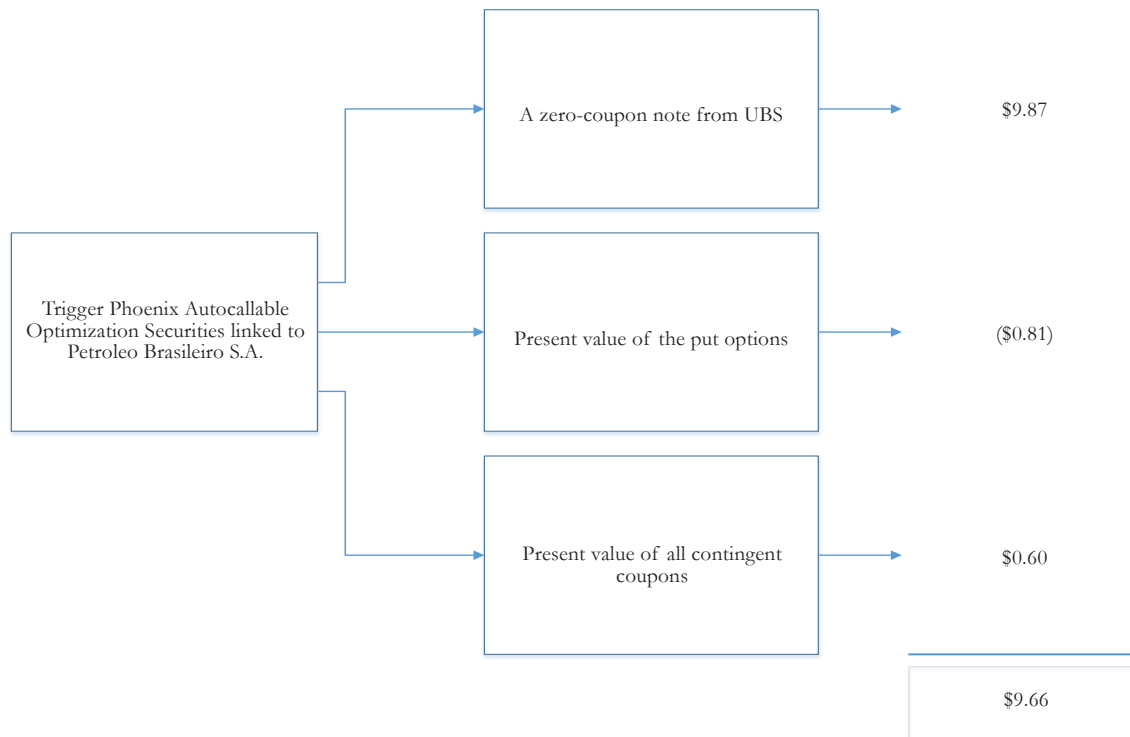 A zero-coupon note from UBS
$9.87
Trigger Phoenix Autocallable
Optimization Securities linked to
Petroleo Brasileiro S.A.
Present value of the put options
($0.81)
Present value of all contingent
coupons
$0.60
$9.66